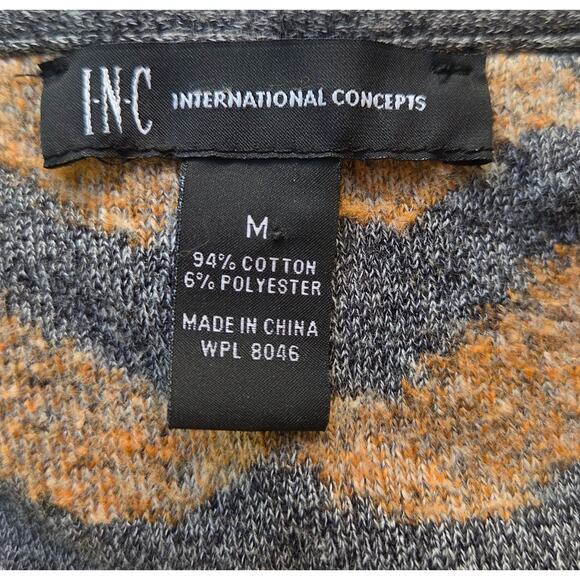 I·N·C INTERNATIONAL CONCEPTS
M
94% COTTON
6% POLYESTER
MADE IN CHINA
WPL 8046